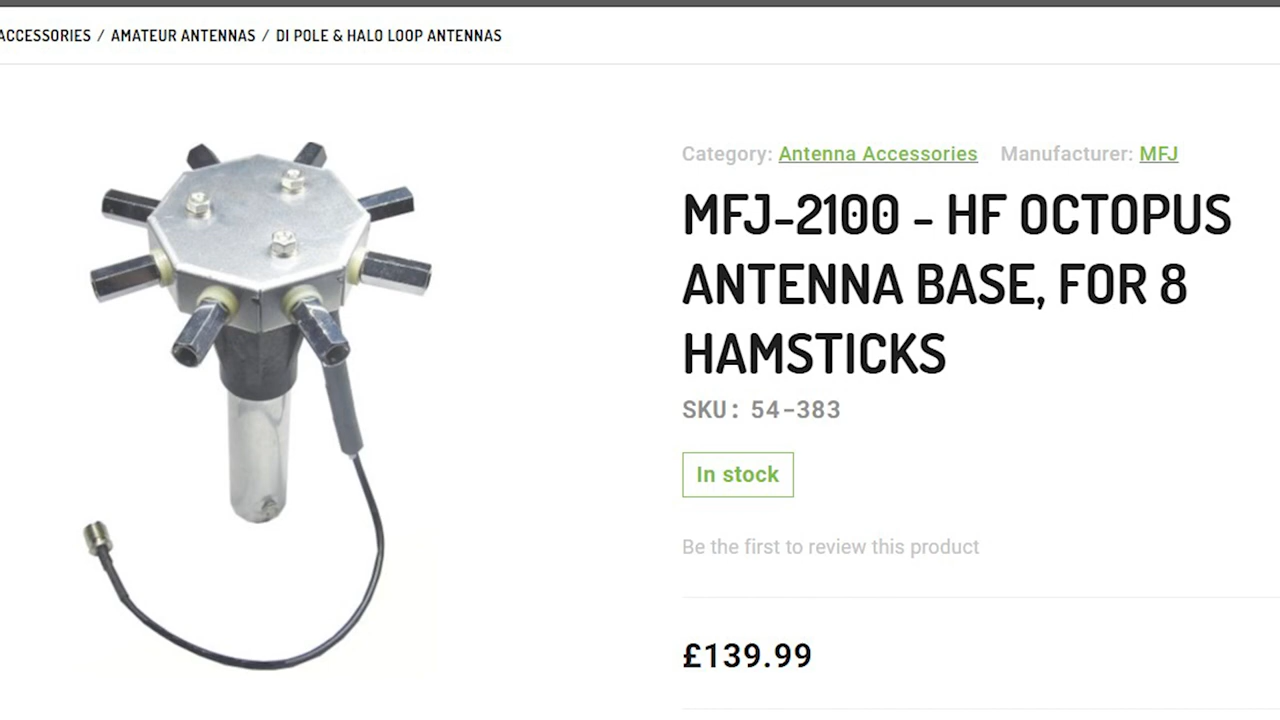 ACCESSORIES / AMATEUR ANTENNAS / DI POLE & HALO LOOP ANTENNAS
Category: Antenna Accessories Manufacturer: MFJ
MFJ-2100 - HF OCTOPUS
ANTENNA BASE, FOR 8
HAMSTICKS
SKU: 54-383
In stock
Be the first to review this product
£139.99